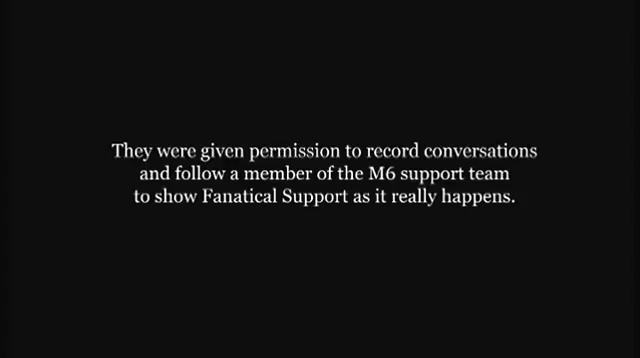 They were given permission to record conversations
and follow a member of the M6 support team
to show Fanatical Support as it really happens.